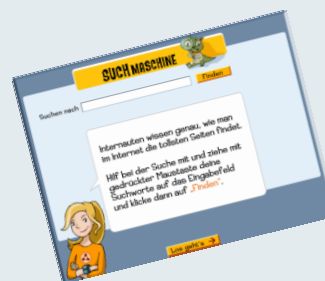 SUCHMASCHINE
Suchen nach
Finden
Internauten wissen genau, wie man
im Internet die tollsten Seiten findet.
Hilf bei der Suche mit und ziehe mit
gedrückter Maustaste deine
Suchworte auf das Eingabefeld
und klicke dann auf „Finden“.
Los geht's